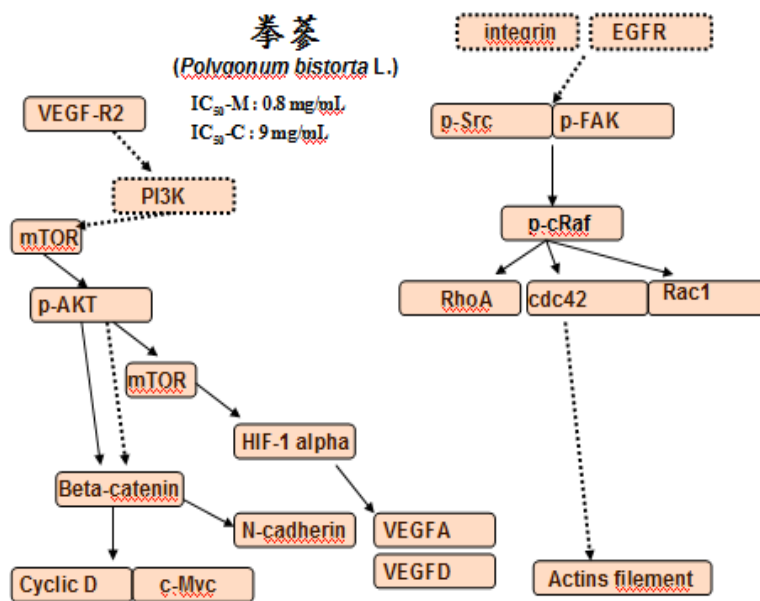 拳蔘
(Polygonum bistorta L.)
IC50-M : 0.8 mg/mL
IC50-C : 9 mg/mL
integrin
EGFR
VEGF-R2
p-Src
p-FAK
PI3K
mTOR
p-cRaf
p-AKT
RhoA
cdc42
Rac1
mTOR
HIF-1 alpha
Beta-catenin
N-cadherin
VEGFA
VEGFD
Cyclic D
c-Myc
Actins filement